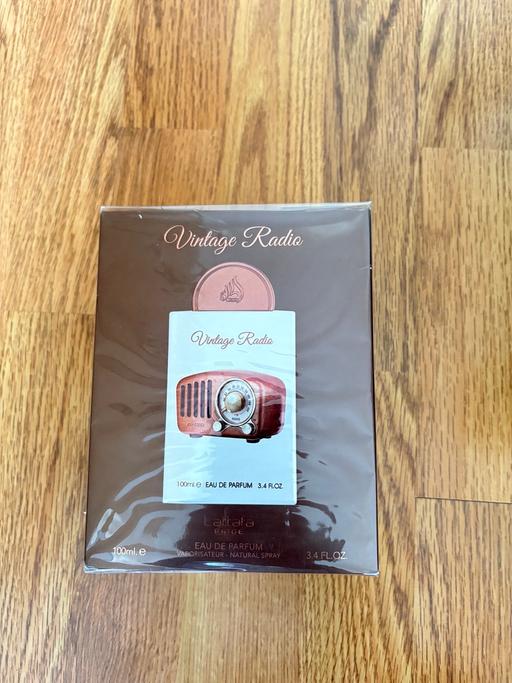 Vintage Radio
Vintage Radio
100ml.e EAU DE PARFUM 3.4 FL.OZ.
Lattafa
PRIDE
100ml. e
EAU DE PARFUM
VAPORISATEUR - NATURAL SPRAY
3.4 FL.OZ.